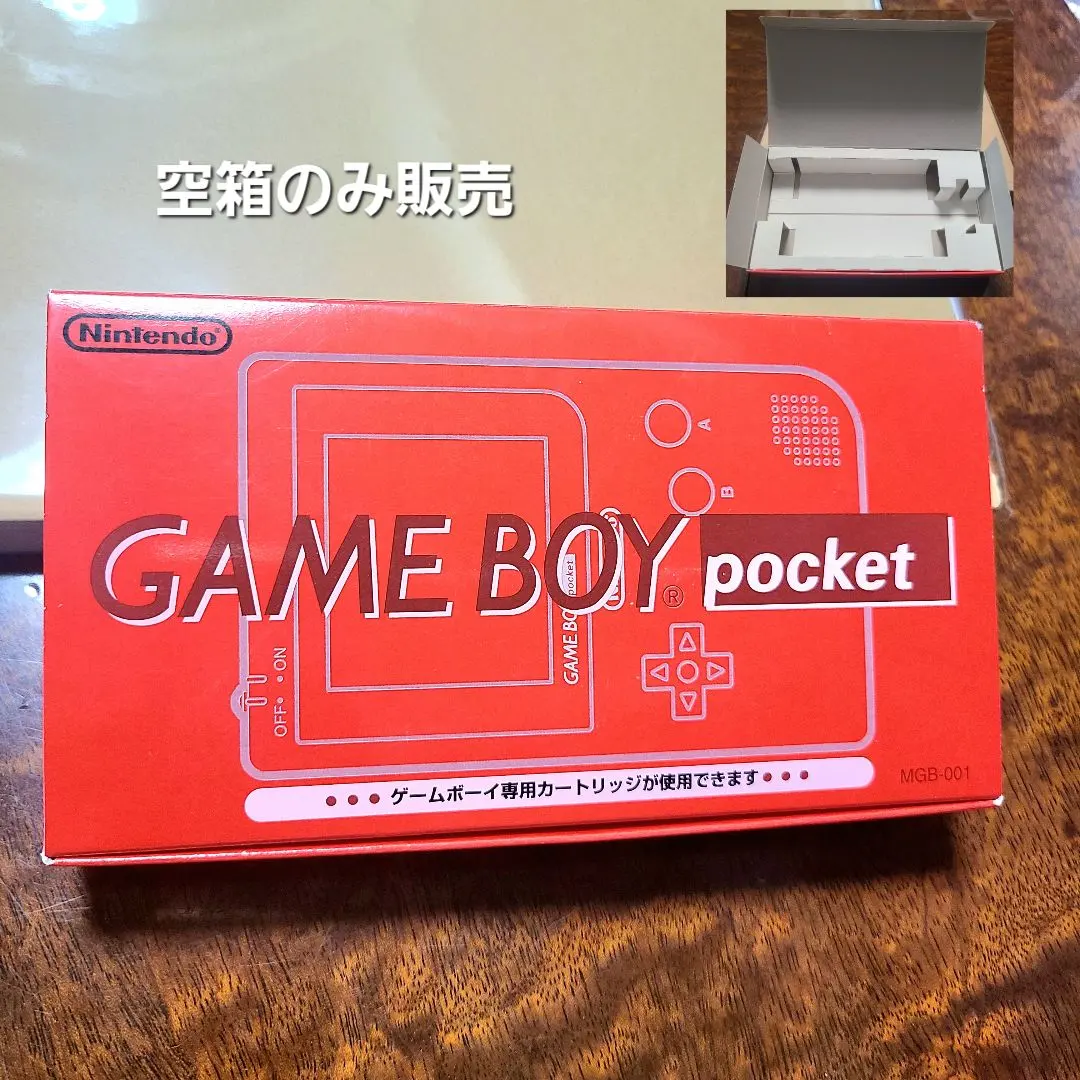 空箱のみ販売
Nintendo®
A
B
GAME BOY® pocket
GAME BOY pocket
OFF• •ON
•••ゲームボーイ専用カートリッジが使用できます•••
MGB-001